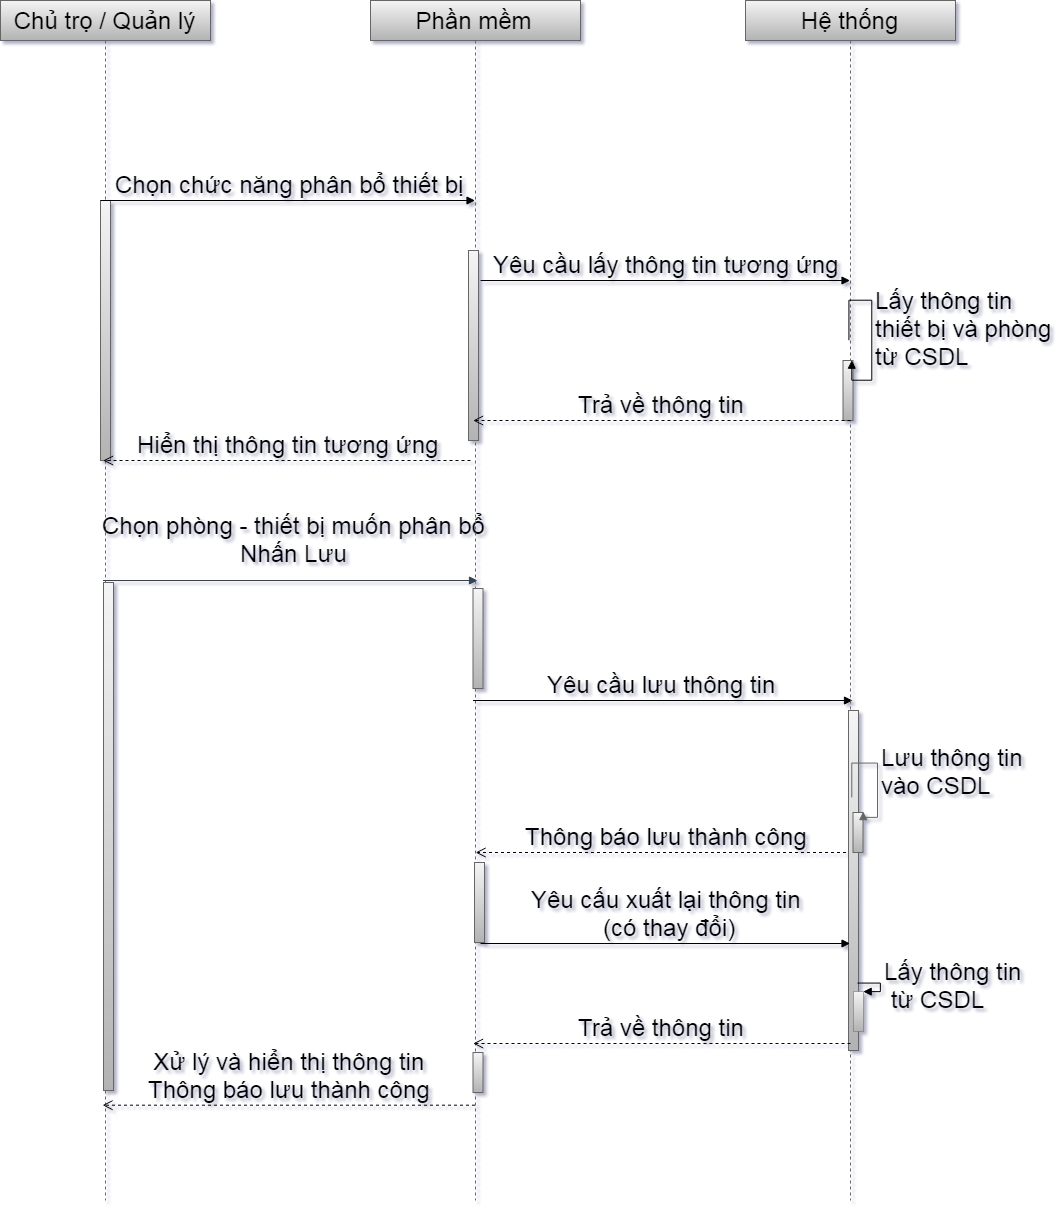 Chủ trọ / Quản lý
Phần mềm
Hệ thống
Chọn chức năng phân bổ thiết bị
Yêu cầu lấy thông tin tương ứng
Lấy thông tin
thiết bị và phòng
từ CSDL
Trả về thông tin
Hiển thị thông tin tương ứng
Chọn phòng - thiết bị muốn phân bổ
Nhấn Lưu
Yêu cầu lưu thông tin
Lưu thông tin
vào CSDL
Thông báo lưu thành công
Yêu cấu xuất lại thông tin
(có thay đổi)
Lấy thông tin
từ CSDL
Trả về thông tin
Xử lý và hiển thị thông tin
Thông báo lưu thành công